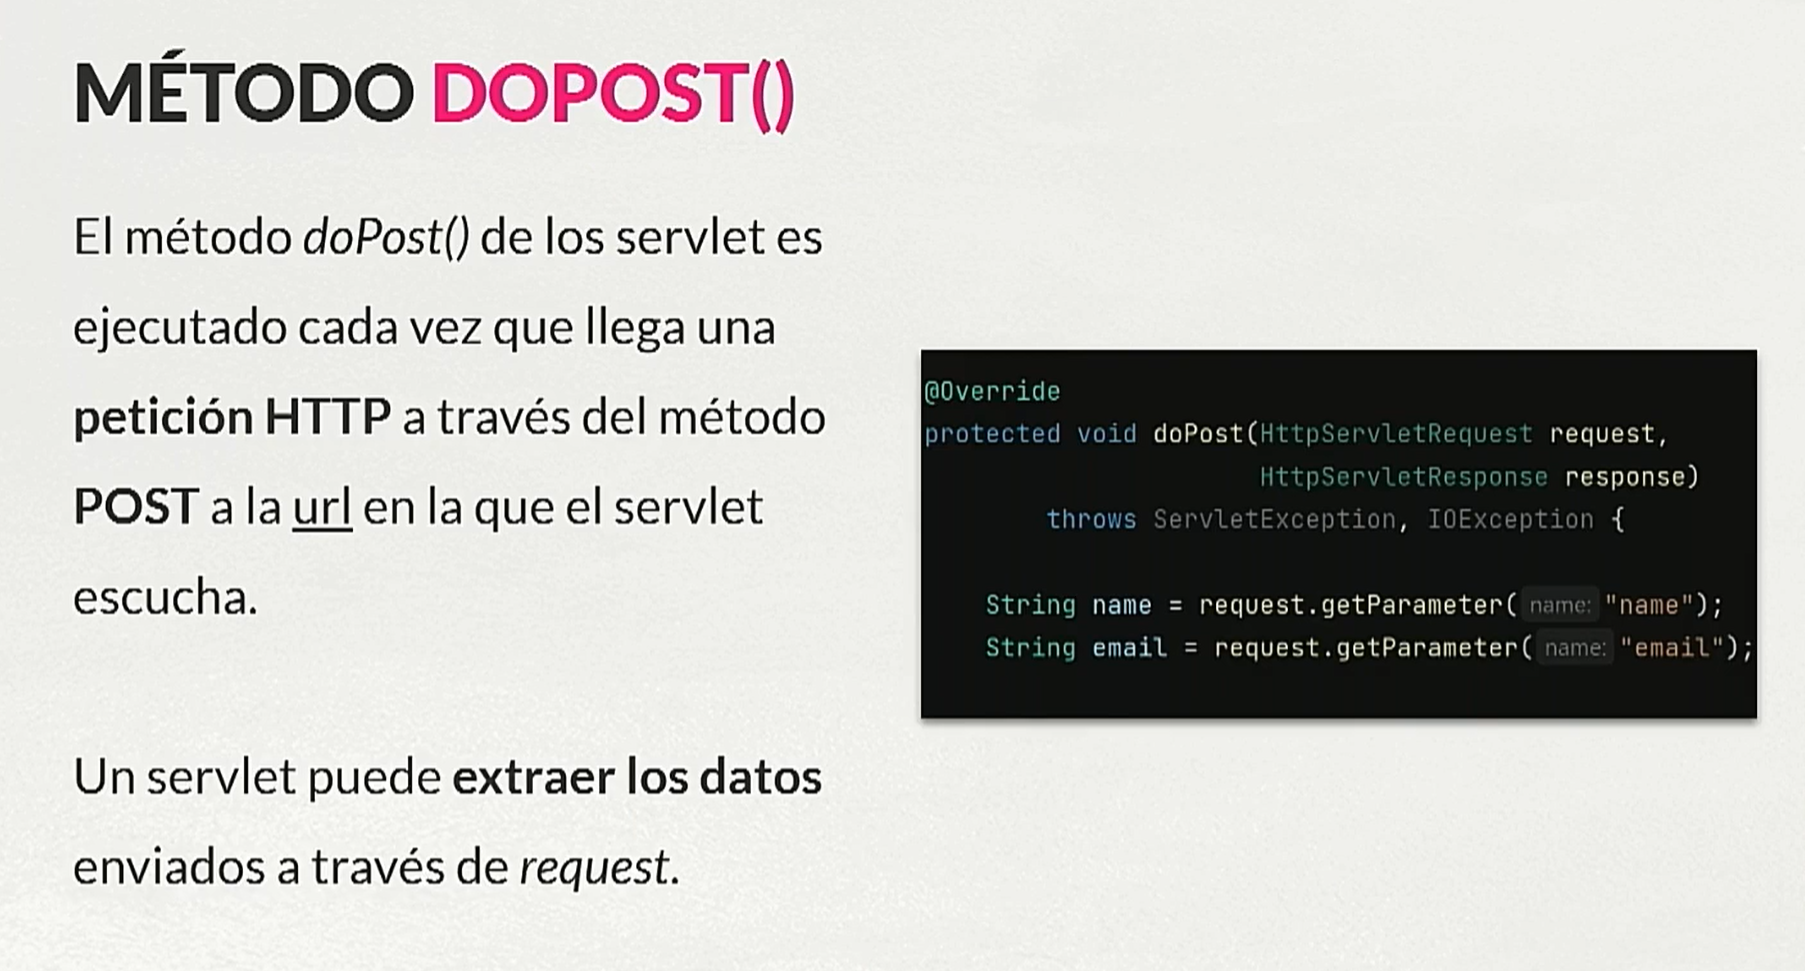 MÉTODO DOPOST()
El método doPost() de los servlet es
ejecutado cada vez que llega una
petición HTTP a través del método
POST a la url en la que el servlet
escucha.
Un servlet puede extraer los datos
enviados a través de request.
@Override
protected void doPost(HttpServletRequest request,
HttpServletResponse response)
throws ServletException, IOException {
String name = request.getParameter( name: "name");
String email = request.getParameter( name: "email");